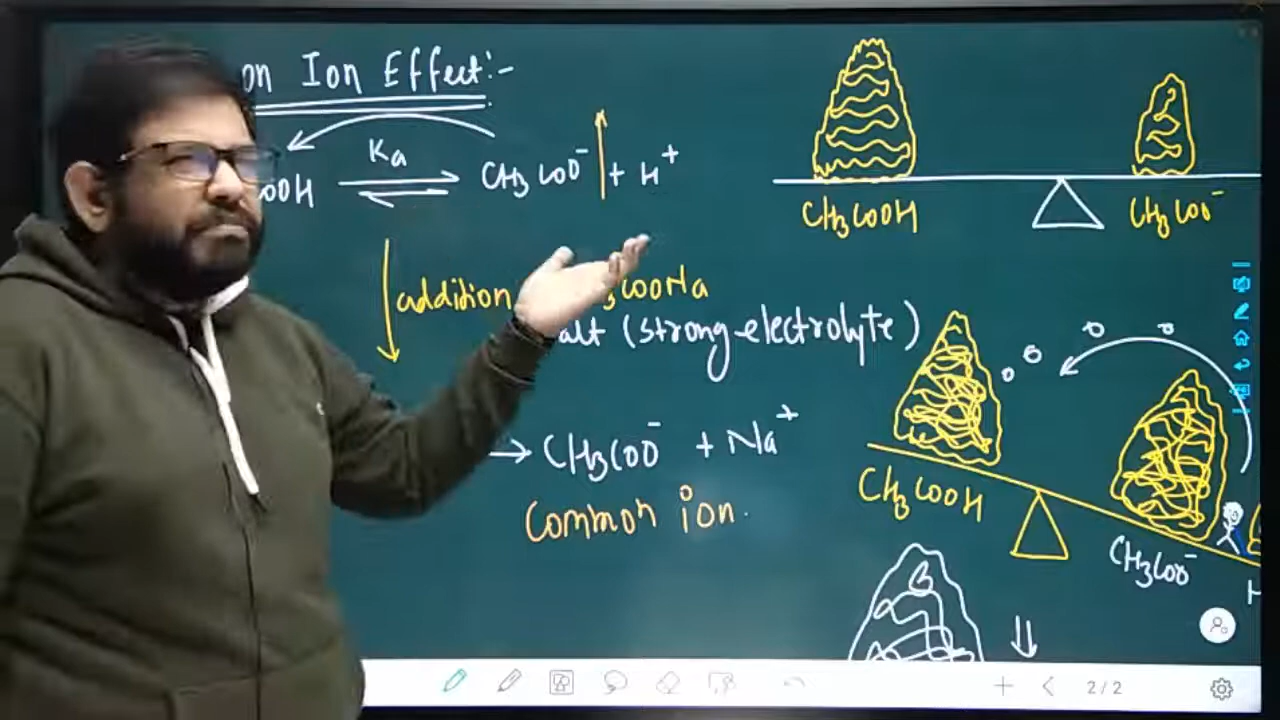 on Ion Effect:-
Ka
OOH ⇌ CH3COO⁻ + H⁺
addition
COONa
alt (strong-electrolyte)
→ CH3COO⁻ + Na⁺
Common ion.
CH3COOH
CH3COO⁻
CH3COOH
CH3COO⁻
H
2/2